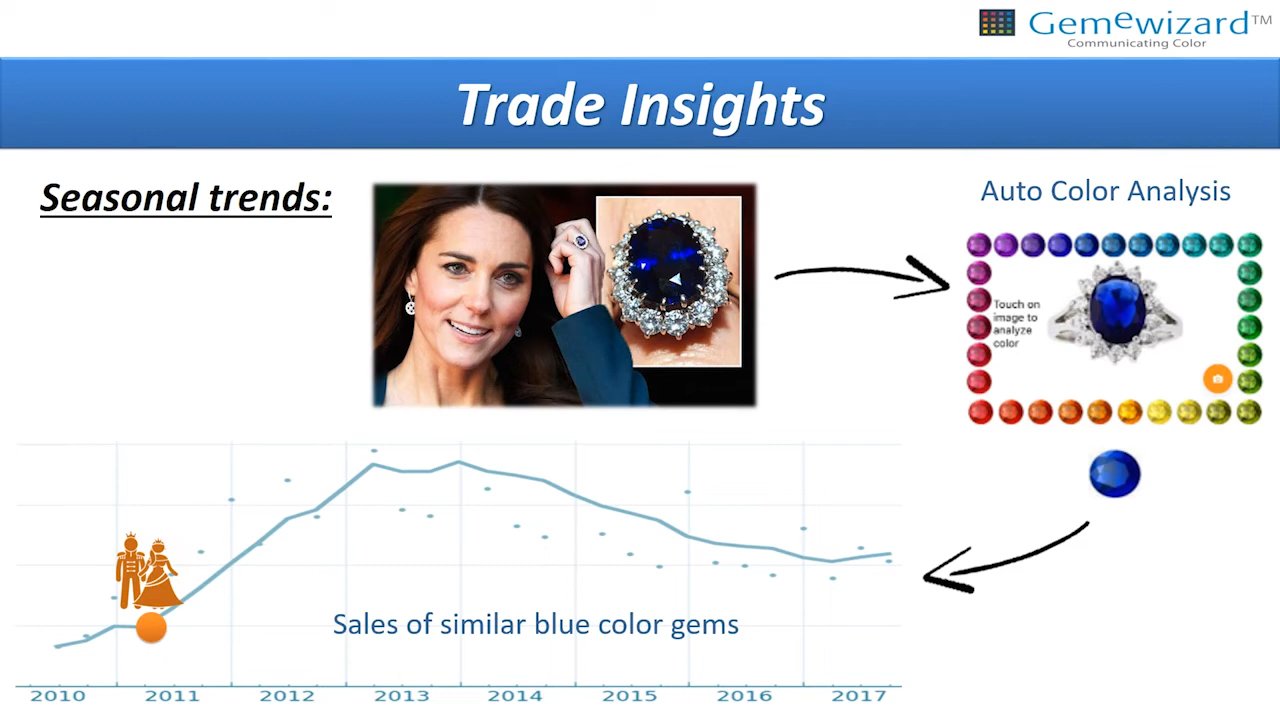 Gemewizard™
Communicating Color
Trade Insights
Seasonal trends:
Auto Color Analysis
Touch on
image to
analyze
color
Sales of similar blue color gems
2010 2011 2012 2013 2014 2015 2016 2017